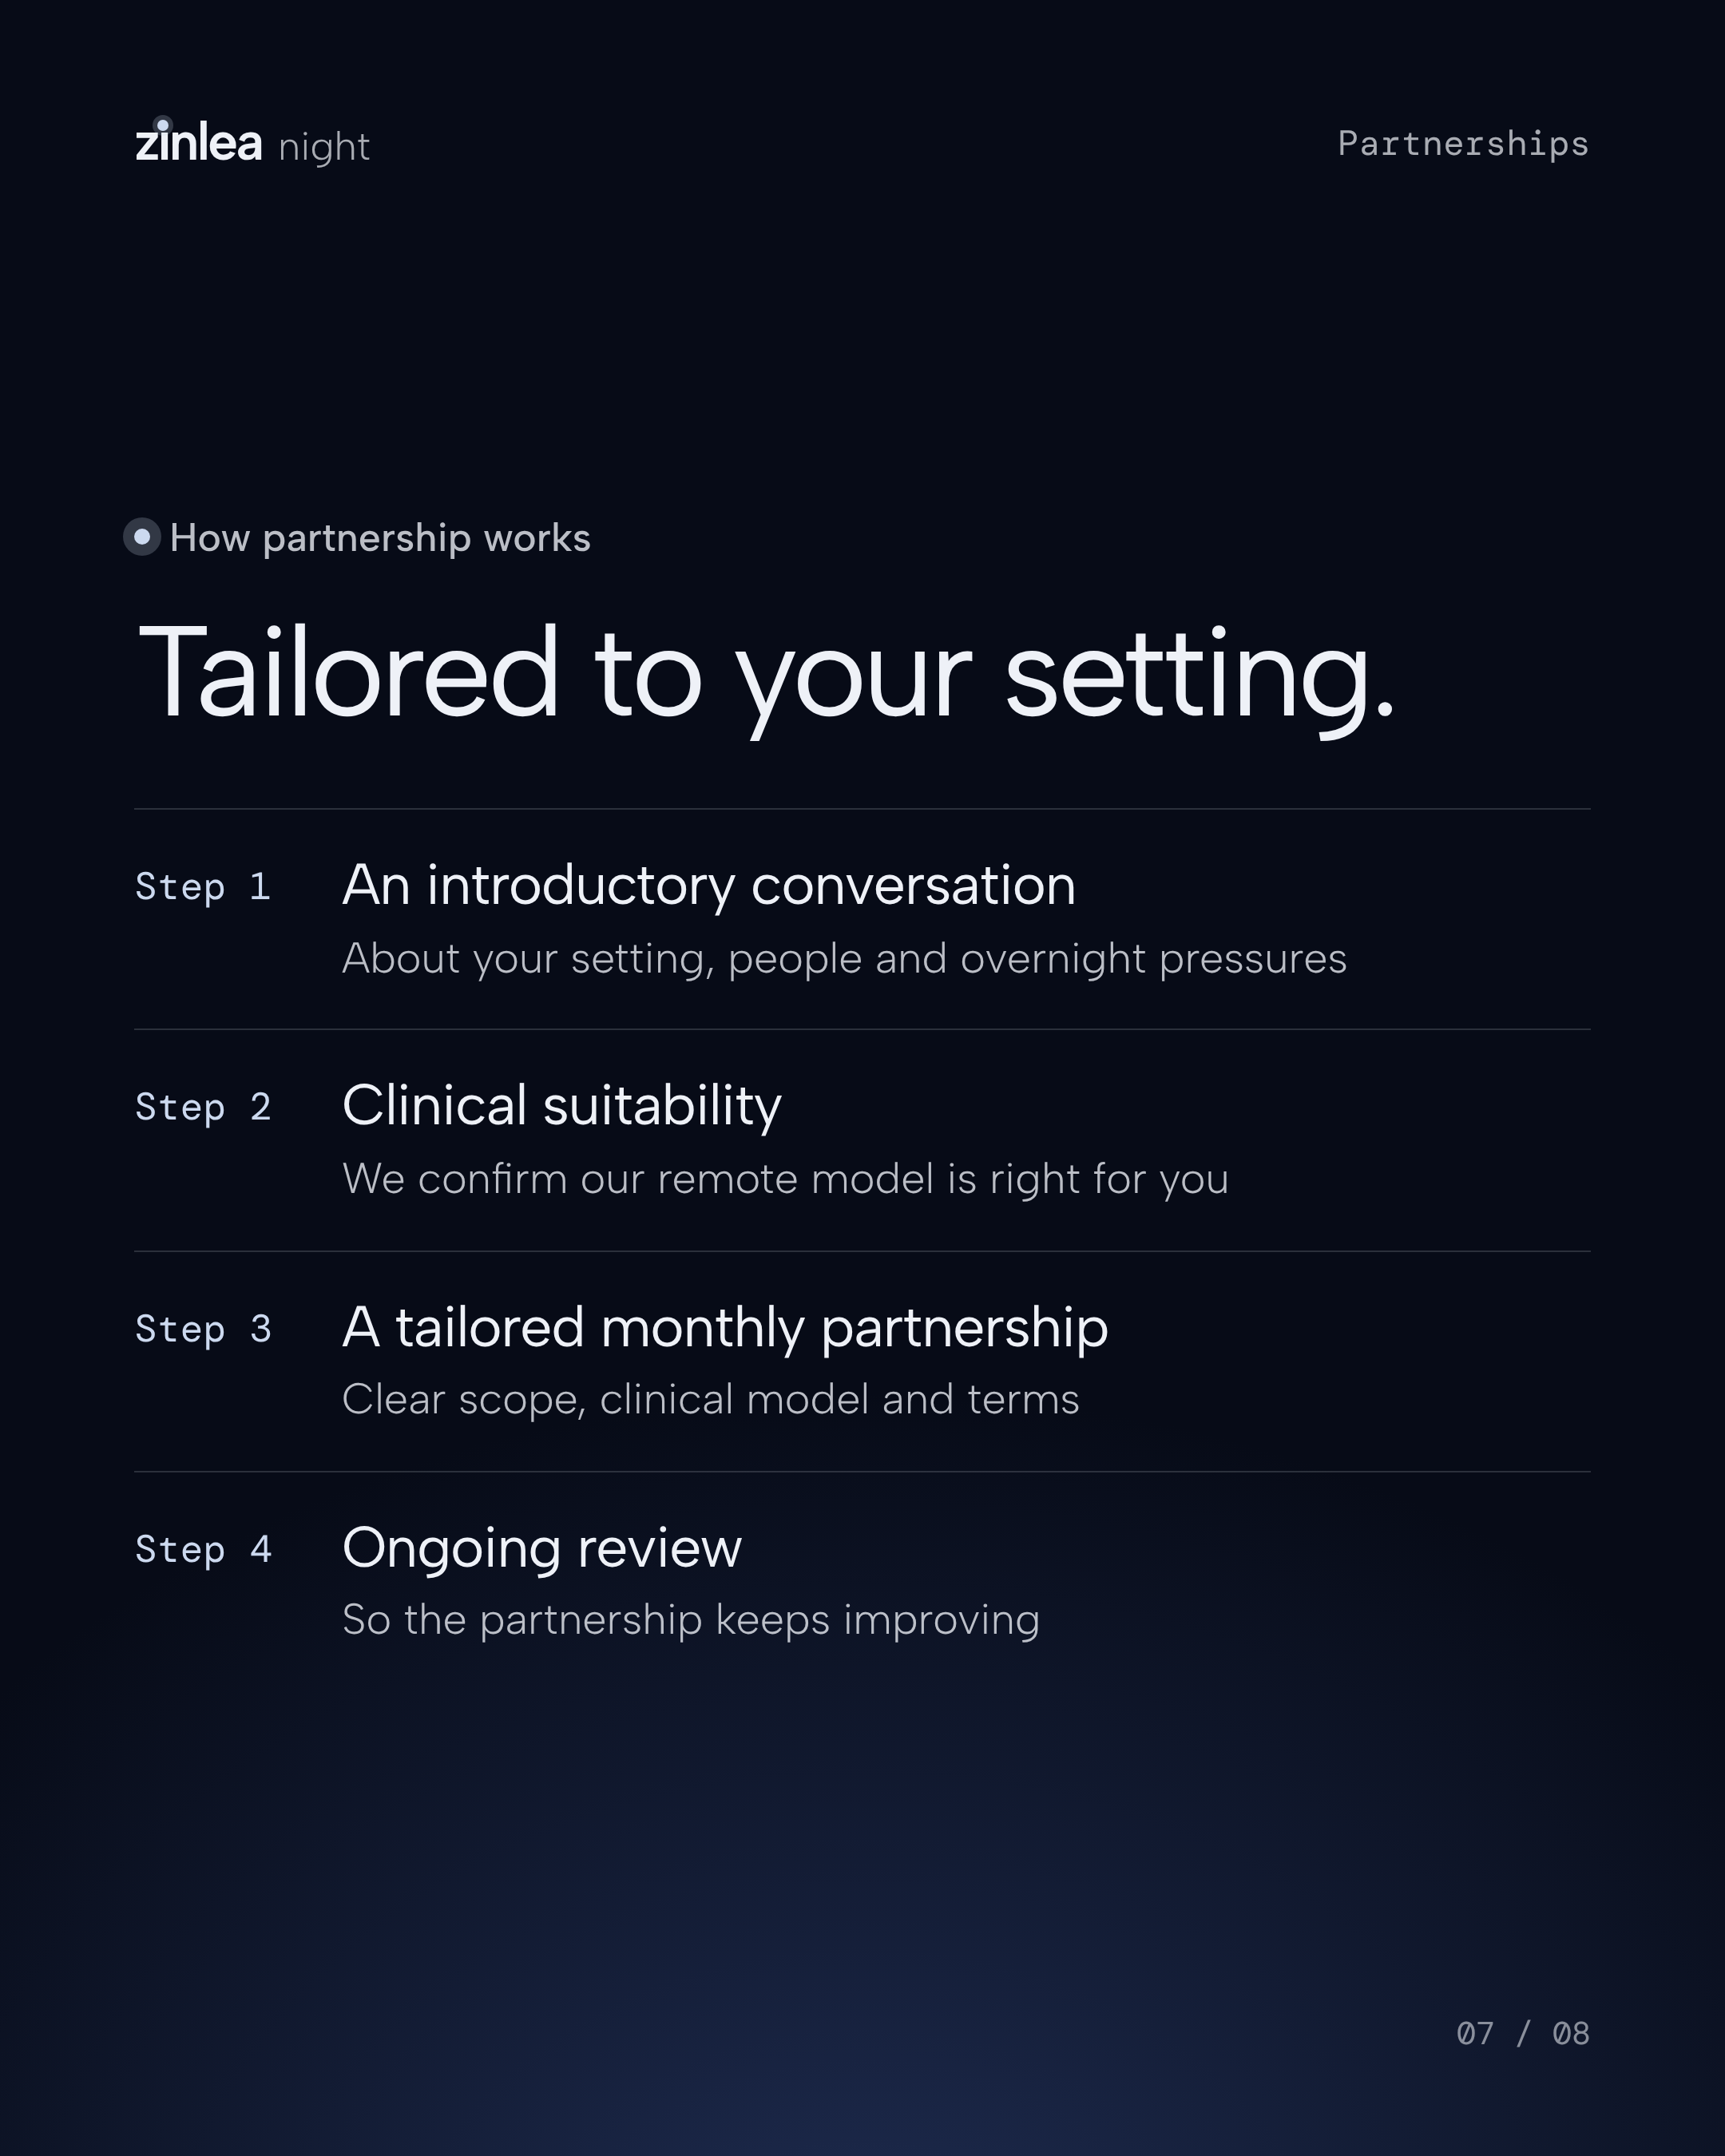 zinlea night
Partnerships
How partnership works
Tailored to your setting.
Step 1
An introductory conversation
About your setting, people and overnight pressures
Step 2
Clinical suitability
We confirm our remote model is right for you
Step 3
A tailored monthly partnership
Clear scope, clinical model and terms
Step 4
Ongoing review
So the partnership keeps improving
07 / 08